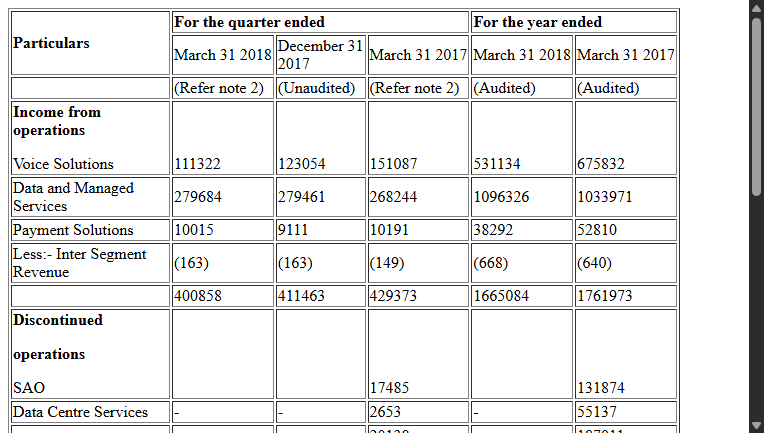 Particulars For the quarter ended For the year ended
March 31 2018 December 31 2017 March 31 2017 March 31 2018 March 31 2017
(Refer note 2) (Unaudited) (Refer note 2) (Audited) (Audited)
Income from operations
Voice Solutions 111322 123054 151087 531134 675832
Data and Managed Services 279684 279461 268244 1096326 1033971
Payment Solutions 10015 9111 10191 38292 52810
Less:- Inter Segment Revenue (163) (163) (149) (668) (640)
400858 411463 429373 1665084 1761973
Discontinued
operations
SAO 17485 131874
Data Centre Services - - 2653 - 55137